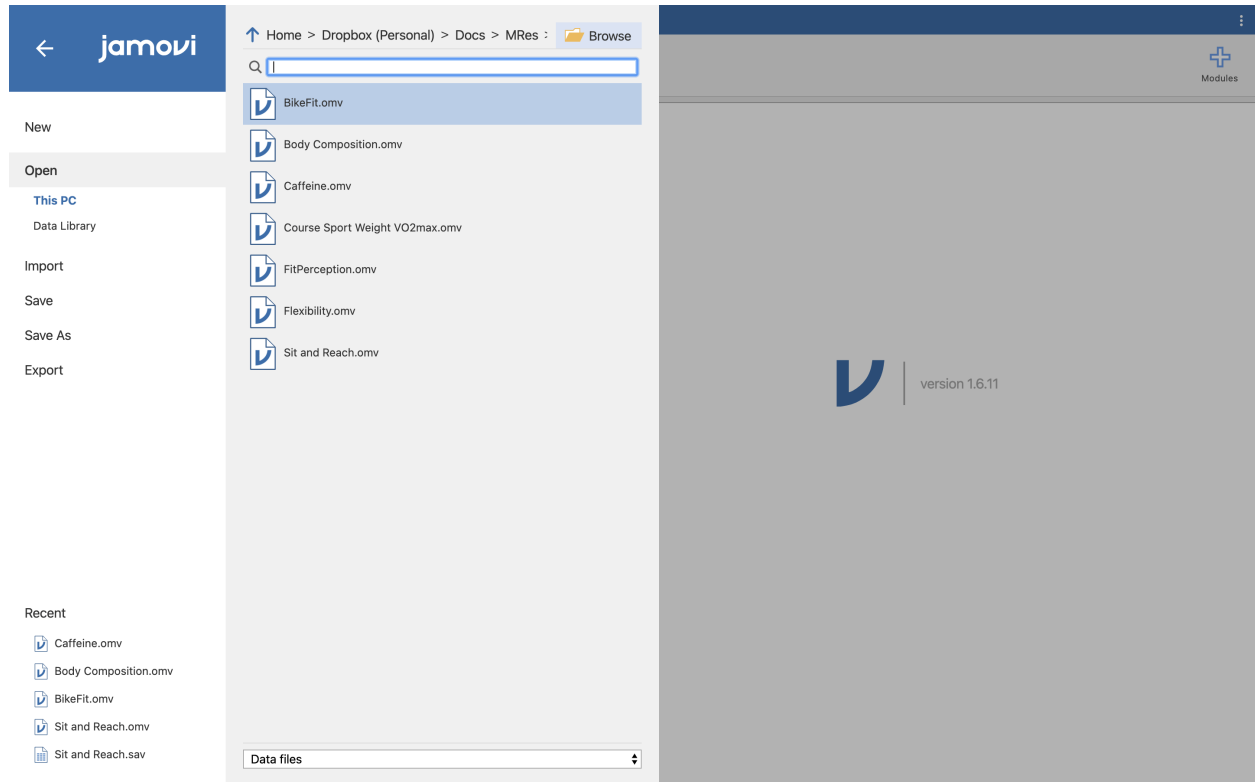 jamovi
New
Open
This PC
Data Library
Import
Save
Save As
Export
Recent
Caffeine.omv
Body Composition.omv
BikeFit.omv
Sit and Reach.omv
Sit and Reach.sav
Home > Dropbox (Personal) > Docs > MRes : Browse
BikeFit.omv
Body Composition.omv
Caffeine.omv
Course Sport Weight VO2max.omv
FitPerception.omv
Flexibility.omv
Sit and Reach.omv
Data files
Modules
version 1.6.11